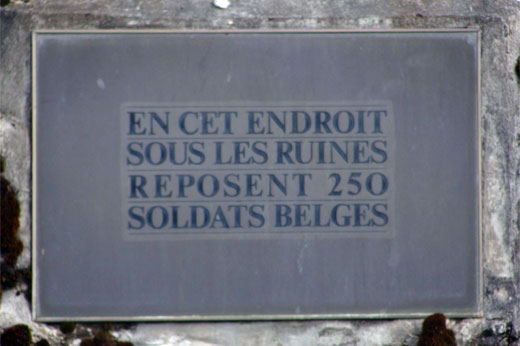 EN CET ENDROIT
SOUS LES RUINES
REPOSENT 250
SOLDATS BELGES